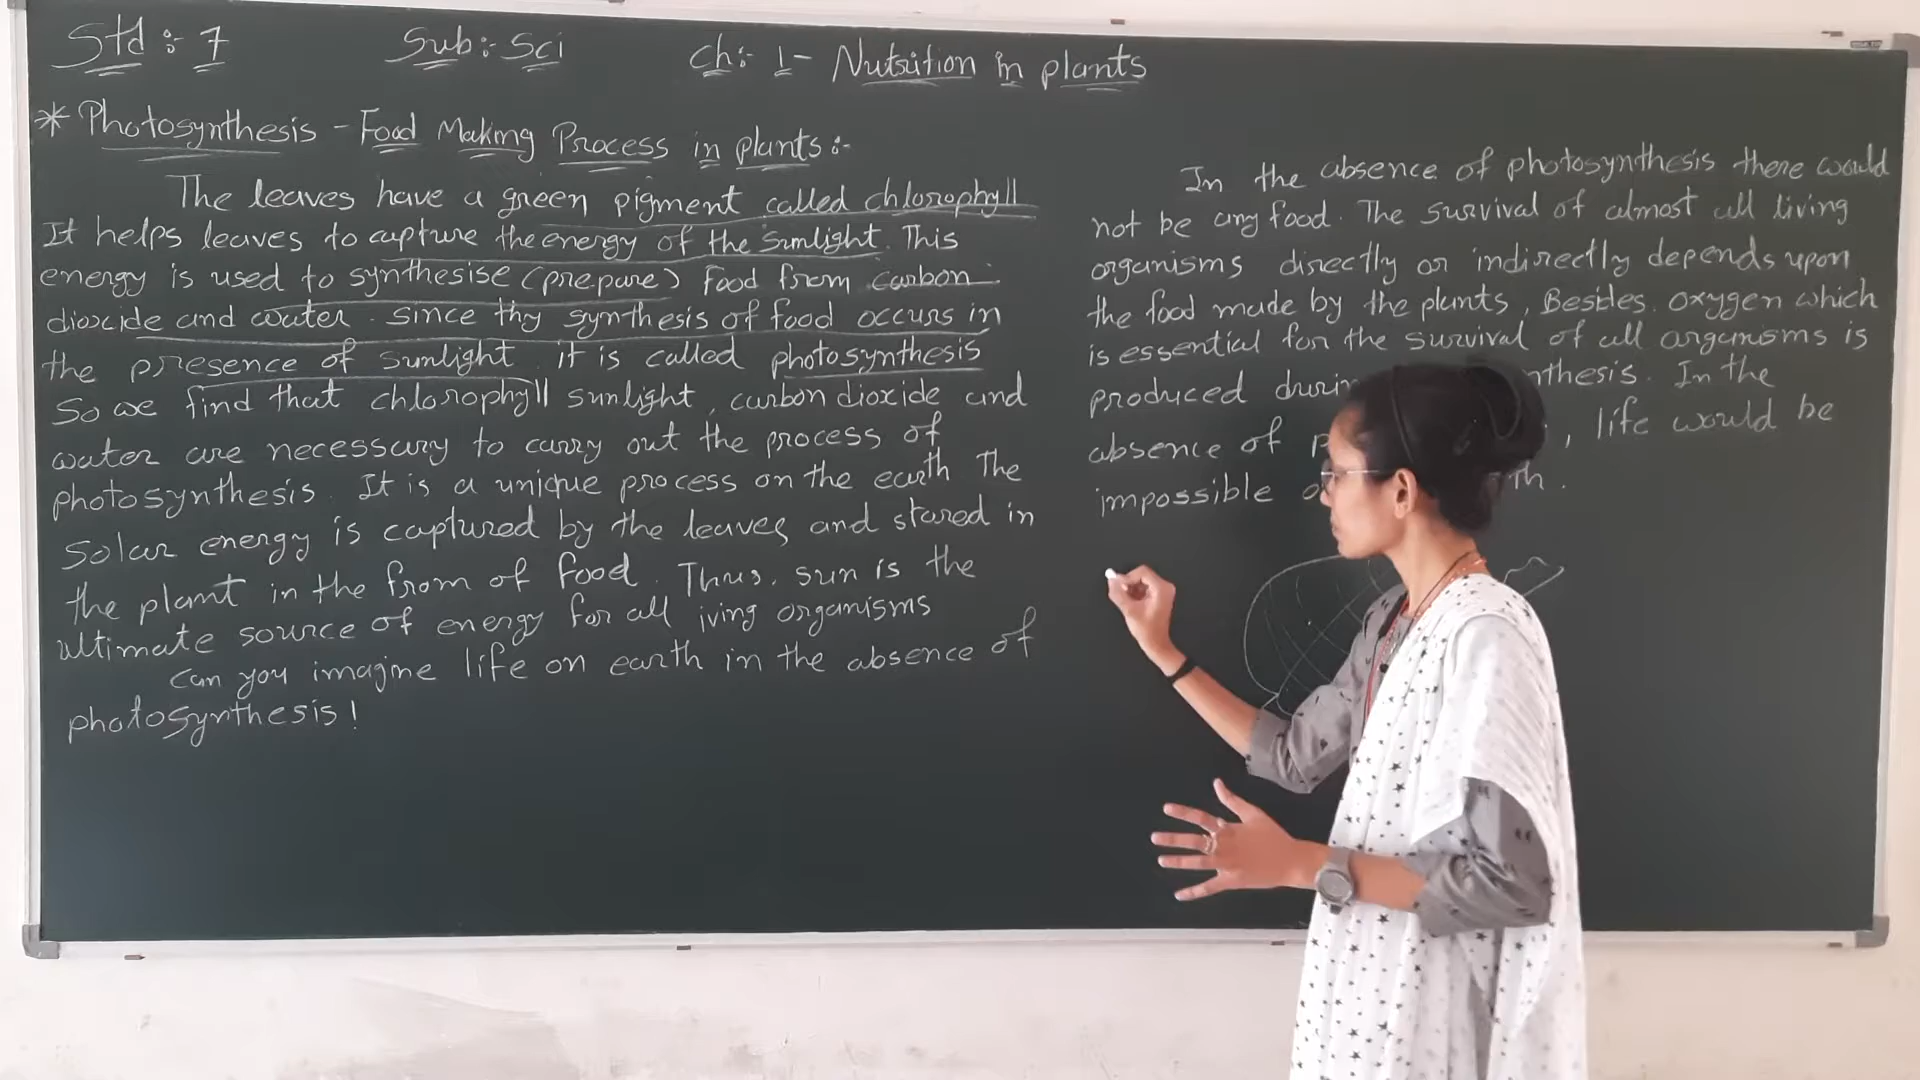 Std :- 7 Sub :- Sci Ch :- 1 - Nutrition in plants
* Photosynthesis - Food Making Process in plants :-
The leaves have a green pigment called chlorophyll
It helps leaves to capture the energy of the sunlight. This
energy is used to synthesise (prepare) food from carbon
dioxcide and water. since thy synthesis of food occurs in
the presence of sunlight. it is called photosynthesis
So we find that chlorophyll sunlight, carbon dioxide and
water are necessary to carry out the process of
photosynthesis. It is a unique process on the earth The
Solar energy is captured by the leaves and stared in
the plant in the from of food. Thus, sun is the
ultimate source of energy for all iving organisms
Can you imagine life on earth in the absence of
photosynthesis!
In the absence of photosynthesis there would
not be any food. The survival of almost all living
organisms directly or indirectly depends upon
the food made by the plants, Besides. oxygen which
is essential for the survival of all organisms is
produced nthesis. In the
absence of , life would be
impossible